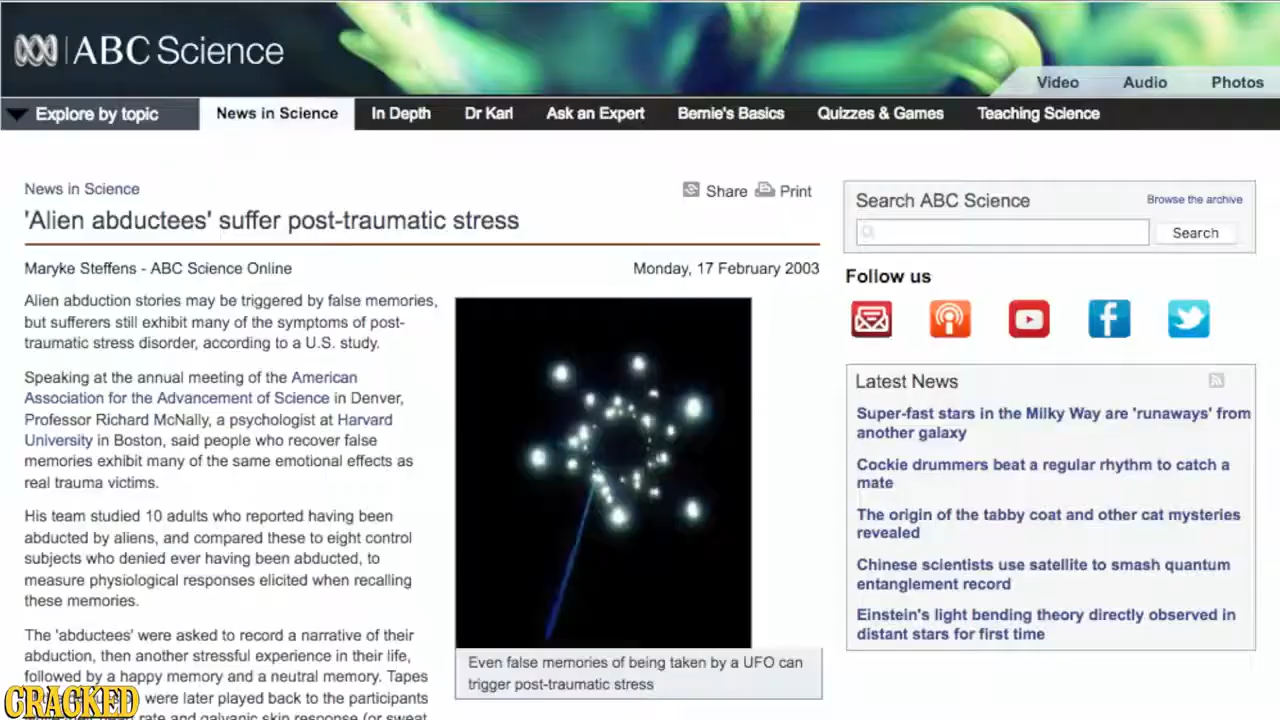 ABC Science
Video Audio Photos
Explore by topic News in Science In Depth Dr Karl Ask an Expert Bernie's Basics Quizzes & Games Teaching Science
News in Science
Share Print
'Alien abductees' suffer post-traumatic stress
Maryke Steffens - ABC Science Online Monday, 17 February 2003
Alien abduction stories may be triggered by false memories,
but sufferers still exhibit many of the symptoms of post-
traumatic stress disorder, according to a U.S. study.
Speaking at the annual meeting of the American
Association for the Advancement of Science in Denver,
Professor Richard McNally, a psychologist at Harvard
University in Boston, said people who recover false
memories exhibit many of the same emotional effects as
real trauma victims.
His team studied 10 adults who reported having been
abducted by aliens, and compared these to eight control
subjects who denied ever having been abducted, to
measure physiological responses elicited when recalling
these memories.
The 'abductees' were asked to record a narrative of their
abduction, then another stressful experience in their life,
followed by a happy memory and a neutral memory. Tapes
were later played back to the participants
rate and galvanic skin response (or sweat
Even false memories of being taken by a UFO can
trigger post-traumatic stress
Search ABC Science Browse the archive
Search
Follow us
Latest News
Super-fast stars in the Milky Way are 'runaways' from
another galaxy
Cockie drummers beat a regular rhythm to catch a
mate
The origin of the tabby coat and other cat mysteries
revealed
Chinese scientists use satellite to smash quantum
entanglement record
Einstein's light bending theory directly observed in
distant stars for first time
CRACKED